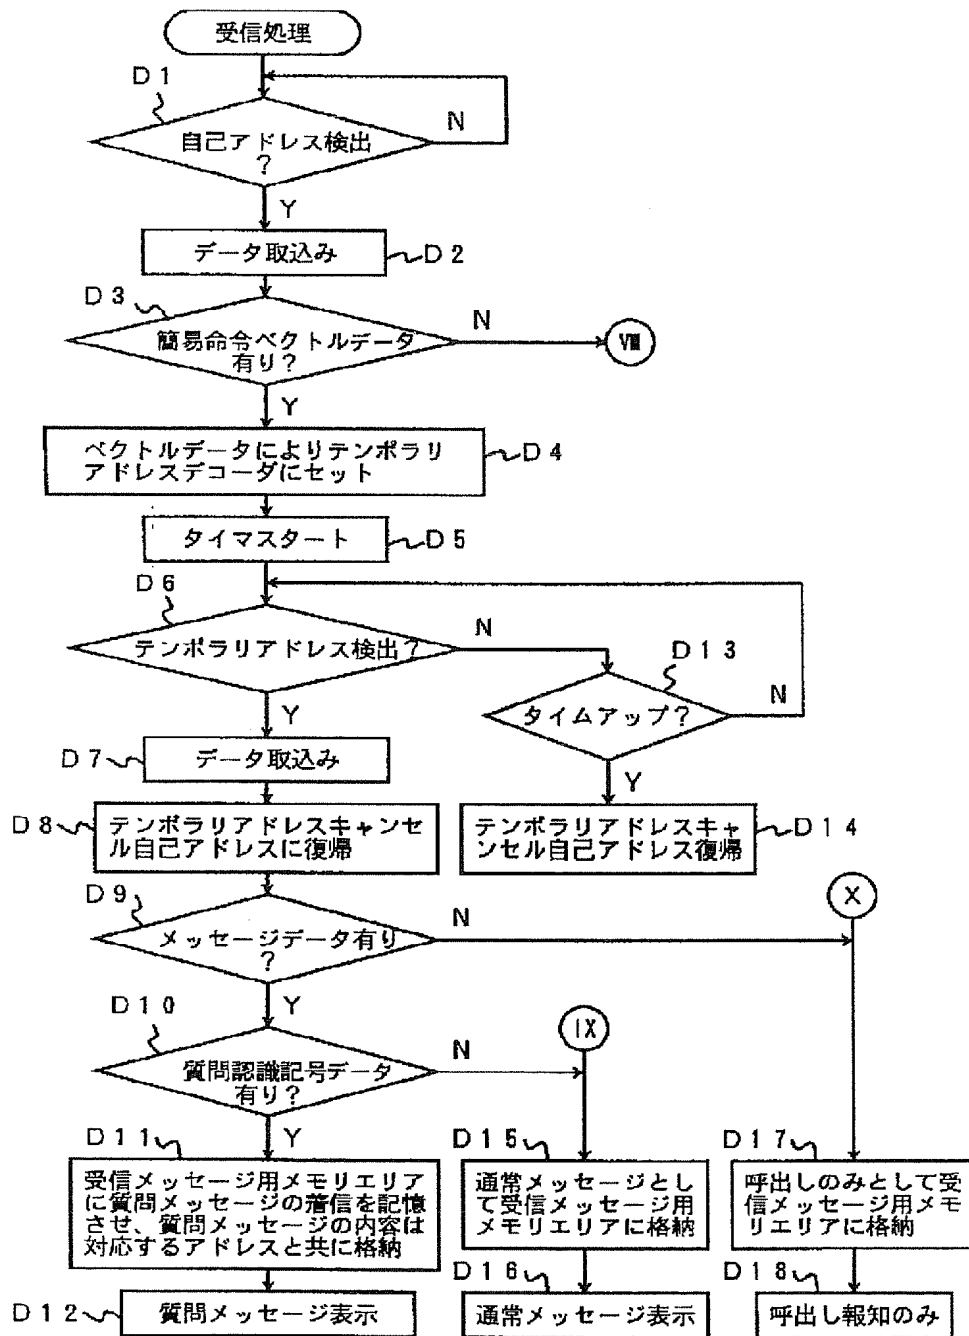 受信処理
D1
自己アドレス検出
?
N
Y
データ取込み
D2
D3
簡易命令ベクトルデータ
有り?
N
VIII
Y
ベクトルデータによりテンポラリ
アドレスデコーダにセット
D4
タイマスタート
D5
D6
テンポラリアドレス検出?
N
D13
タイムアップ?
N
Y
Y
D7
データ取込み
D8
テンポラリアドレスキャンセ
ル自己アドレスに復帰
テンポラリアドレスキャ
ンセル自己アドレス復帰
D14
D9
メッセージデータ有り
?
N
X
Y
D10
質問認識記号データ
有り?
N
IX
Y
D11
受信メッセージ用メモリエリア
に質問メッセージの着信を記憶
させ、質問メッセージの内容は
対応するアドレスと共に格納
D15
通常メッセージとし
て受信メッセージ用
メモリエリアに格納
D17
呼出しのみとして受
信メッセージ用メモ
リエリアに格納
D12
質問メッセージ表示
D16
通常メッセージ表示
D18
呼出し報知のみ